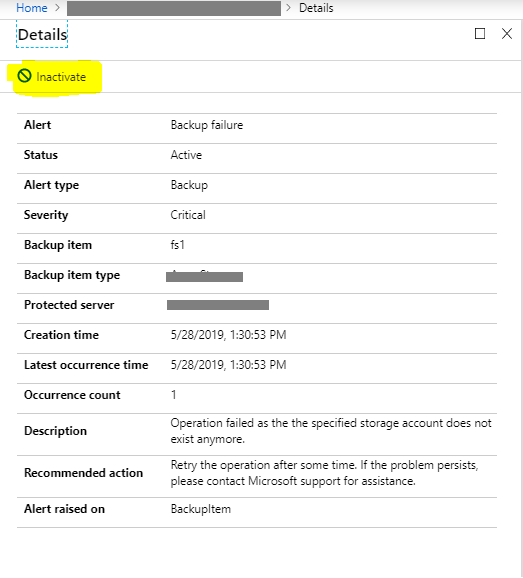 Home > > Details
Details
Inactivate
Alert Backup failure
Status Active
Alert type Backup
Severity Critical
Backup item fs1
Backup item type
Protected server
Creation time 5/28/2019, 1:30:53 PM
Latest occurrence time 5/28/2019, 1:30:53 PM
Occurrence count 1
Description Operation failed as the the specified storage account does not
exist anymore.
Recommended action Retry the operation after some time. If the problem persists,
please contact Microsoft support for assistance.
Alert raised on BackupItem